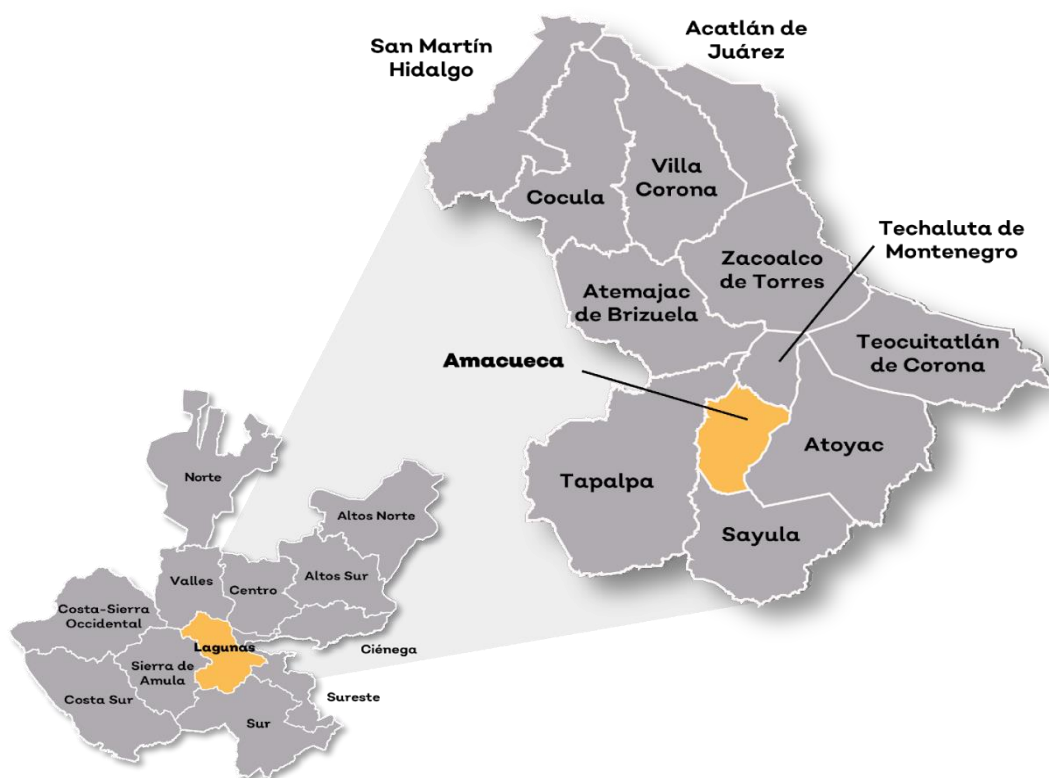 San Martín
Hidalgo
Acatlán de
Juárez
Villa
Corona
Cocula
Techaluta de
Montenegro
Zacoalco
de Torres
Atemajac
de Brizuela
Teocuitatlán
de Corona
Amacueca
Atoyac
Tapalpa
Sayula
Norte
Altos Norte
Valles
Centro
Altos Sur
Costa-Sierra
Occidental
Lagunas
Ciénega
Sierra de
Amula
Costa Sur
Sureste
Sur